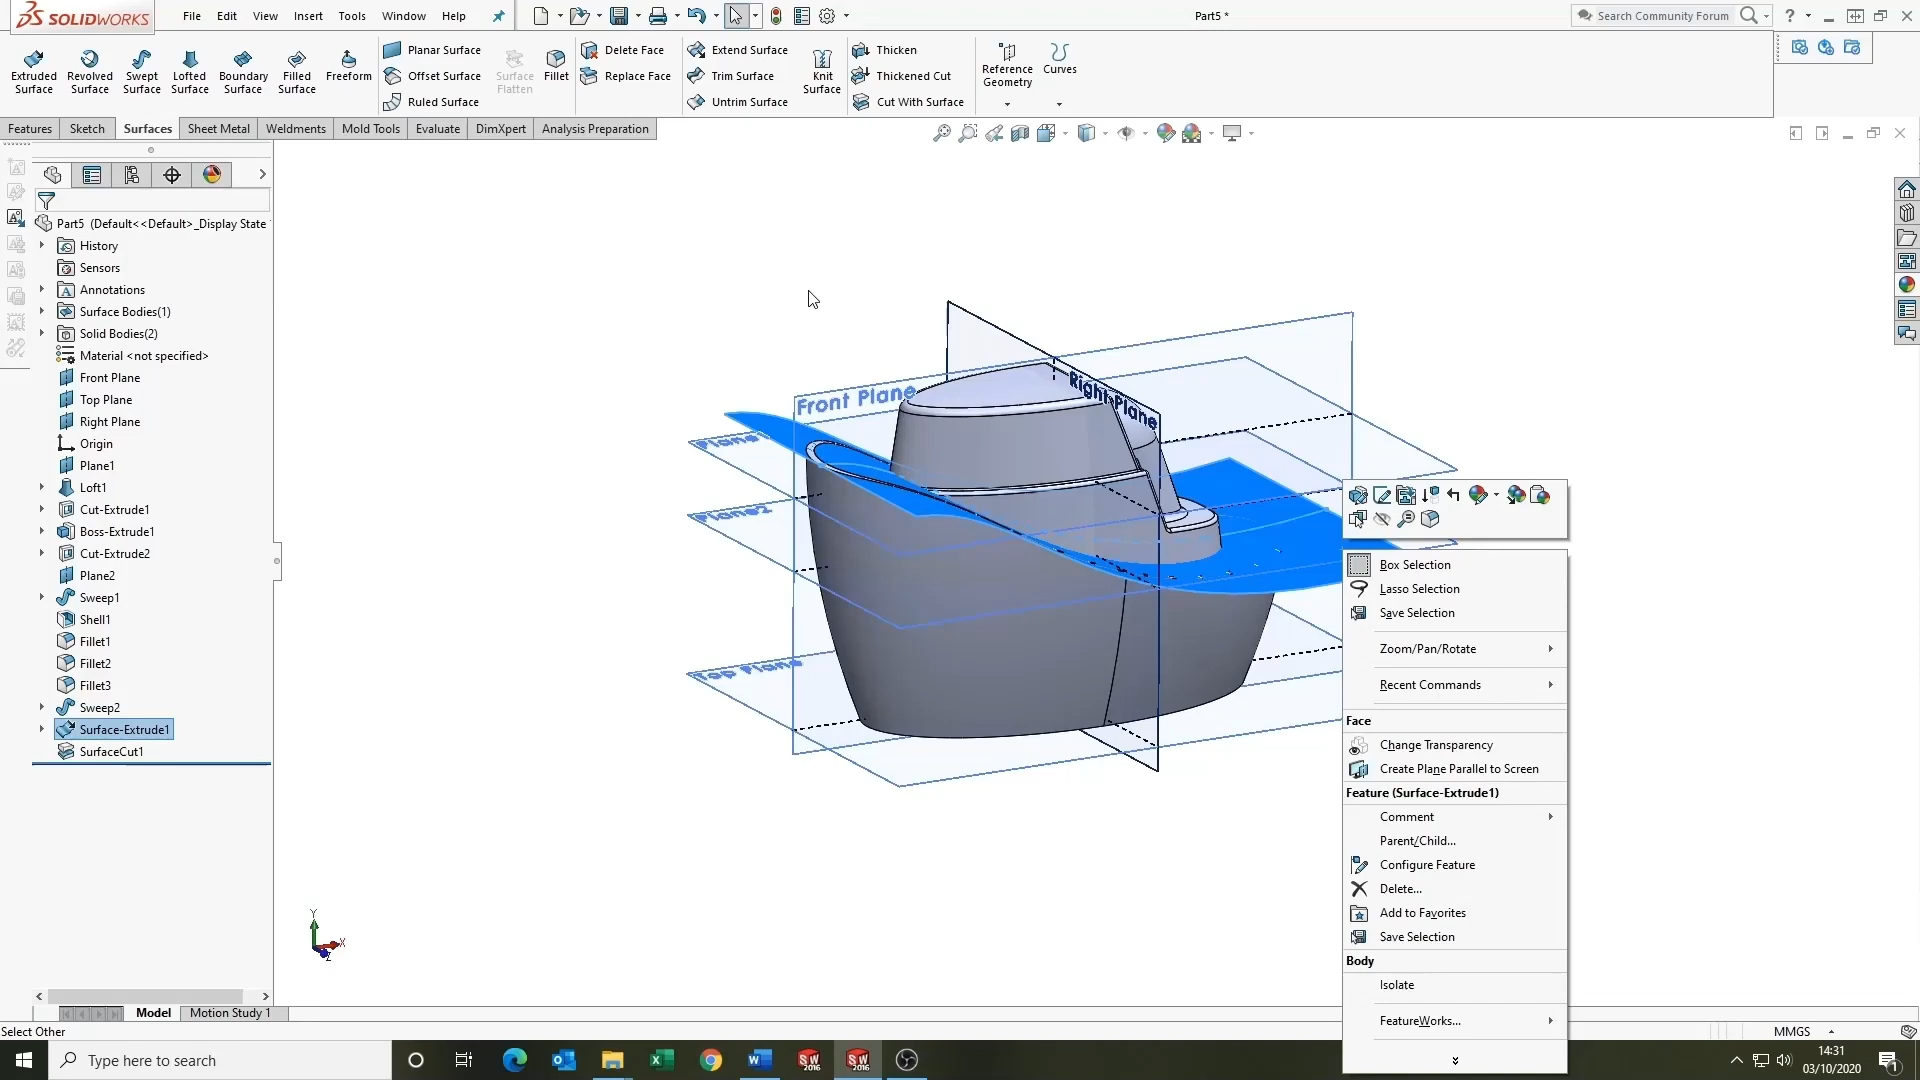 SOLIDWORKS
File Edit View Insert Tools Window Help
Part5 *
Search Community Forum
Extruded Surface
Revolved Surface
Swept Surface
Lofted Surface
Boundary Surface
Filled Surface
Freeform
Planar Surface
Offset Surface
Ruled Surface
Surface Flatten
Fillet
Delete Face
Replace Face
Extend Surface
Trim Surface
Untrim Surface
Knit Surface
Thicken
Thickened Cut
Cut With Surface
Reference Geometry
Curves
Features Sketch Surfaces Sheet Metal Weldments Mold Tools Evaluate DimXpert Analysis Preparation
Part5 (Default<<Default>_Display State
History
Sensors
Annotations
Surface Bodies(1)
Solid Bodies(2)
Material <not specified>
Front Plane
Top Plane
Right Plane
Origin
Plane1
Loft1
Cut-Extrude1
Boss-Extrude1
Cut-Extrude2
Plane2
Sweep1
Shell1
Fillet1
Fillet2
Fillet3
Sweep2
Surface-Extrude1
SurfaceCut1
Front Plane
Right Plane
Plane2
Top Plane
Y
X
Z
Box Selection
Lasso Selection
Save Selection
Zoom/Pan/Rotate
Recent Commands
Face
Change Transparency
Create Plane Parallel to Screen
Feature (Surface-Extrude1)
Comment
Parent/Child...
Configure Feature
Delete...
Add to Favorites
Save Selection
Body
Isolate
FeatureWorks...
Model Motion Study 1
Select Other
MMGS
Type here to search
SW 2016
SW 2016
14:31
03/10/2020
1